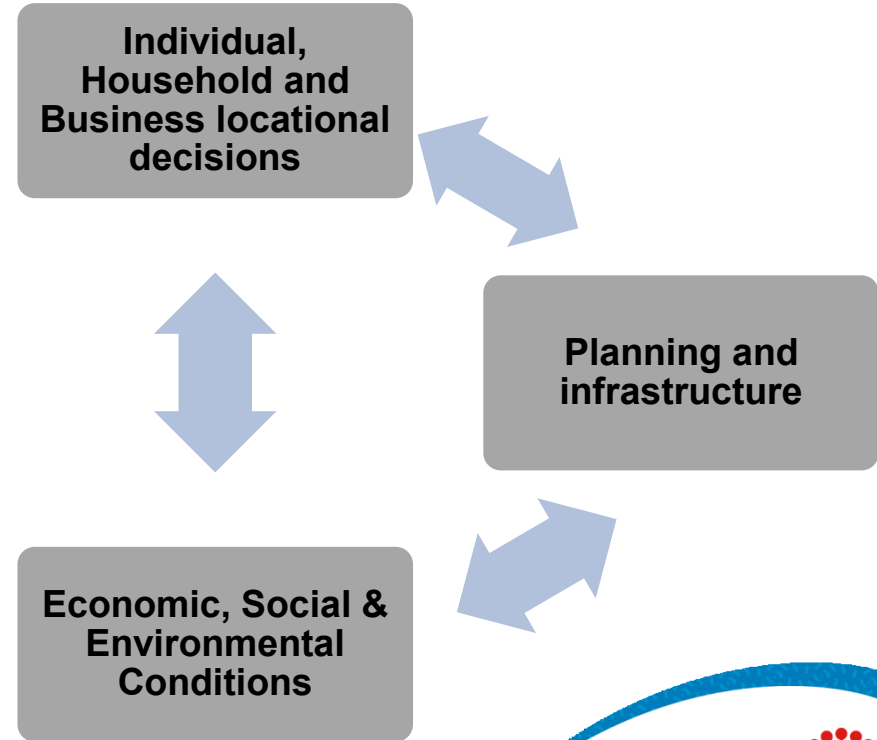 Individual,
Household and
Business locational
decisions
Planning and
infrastructure
Economic, Social &
Environmental
Conditions